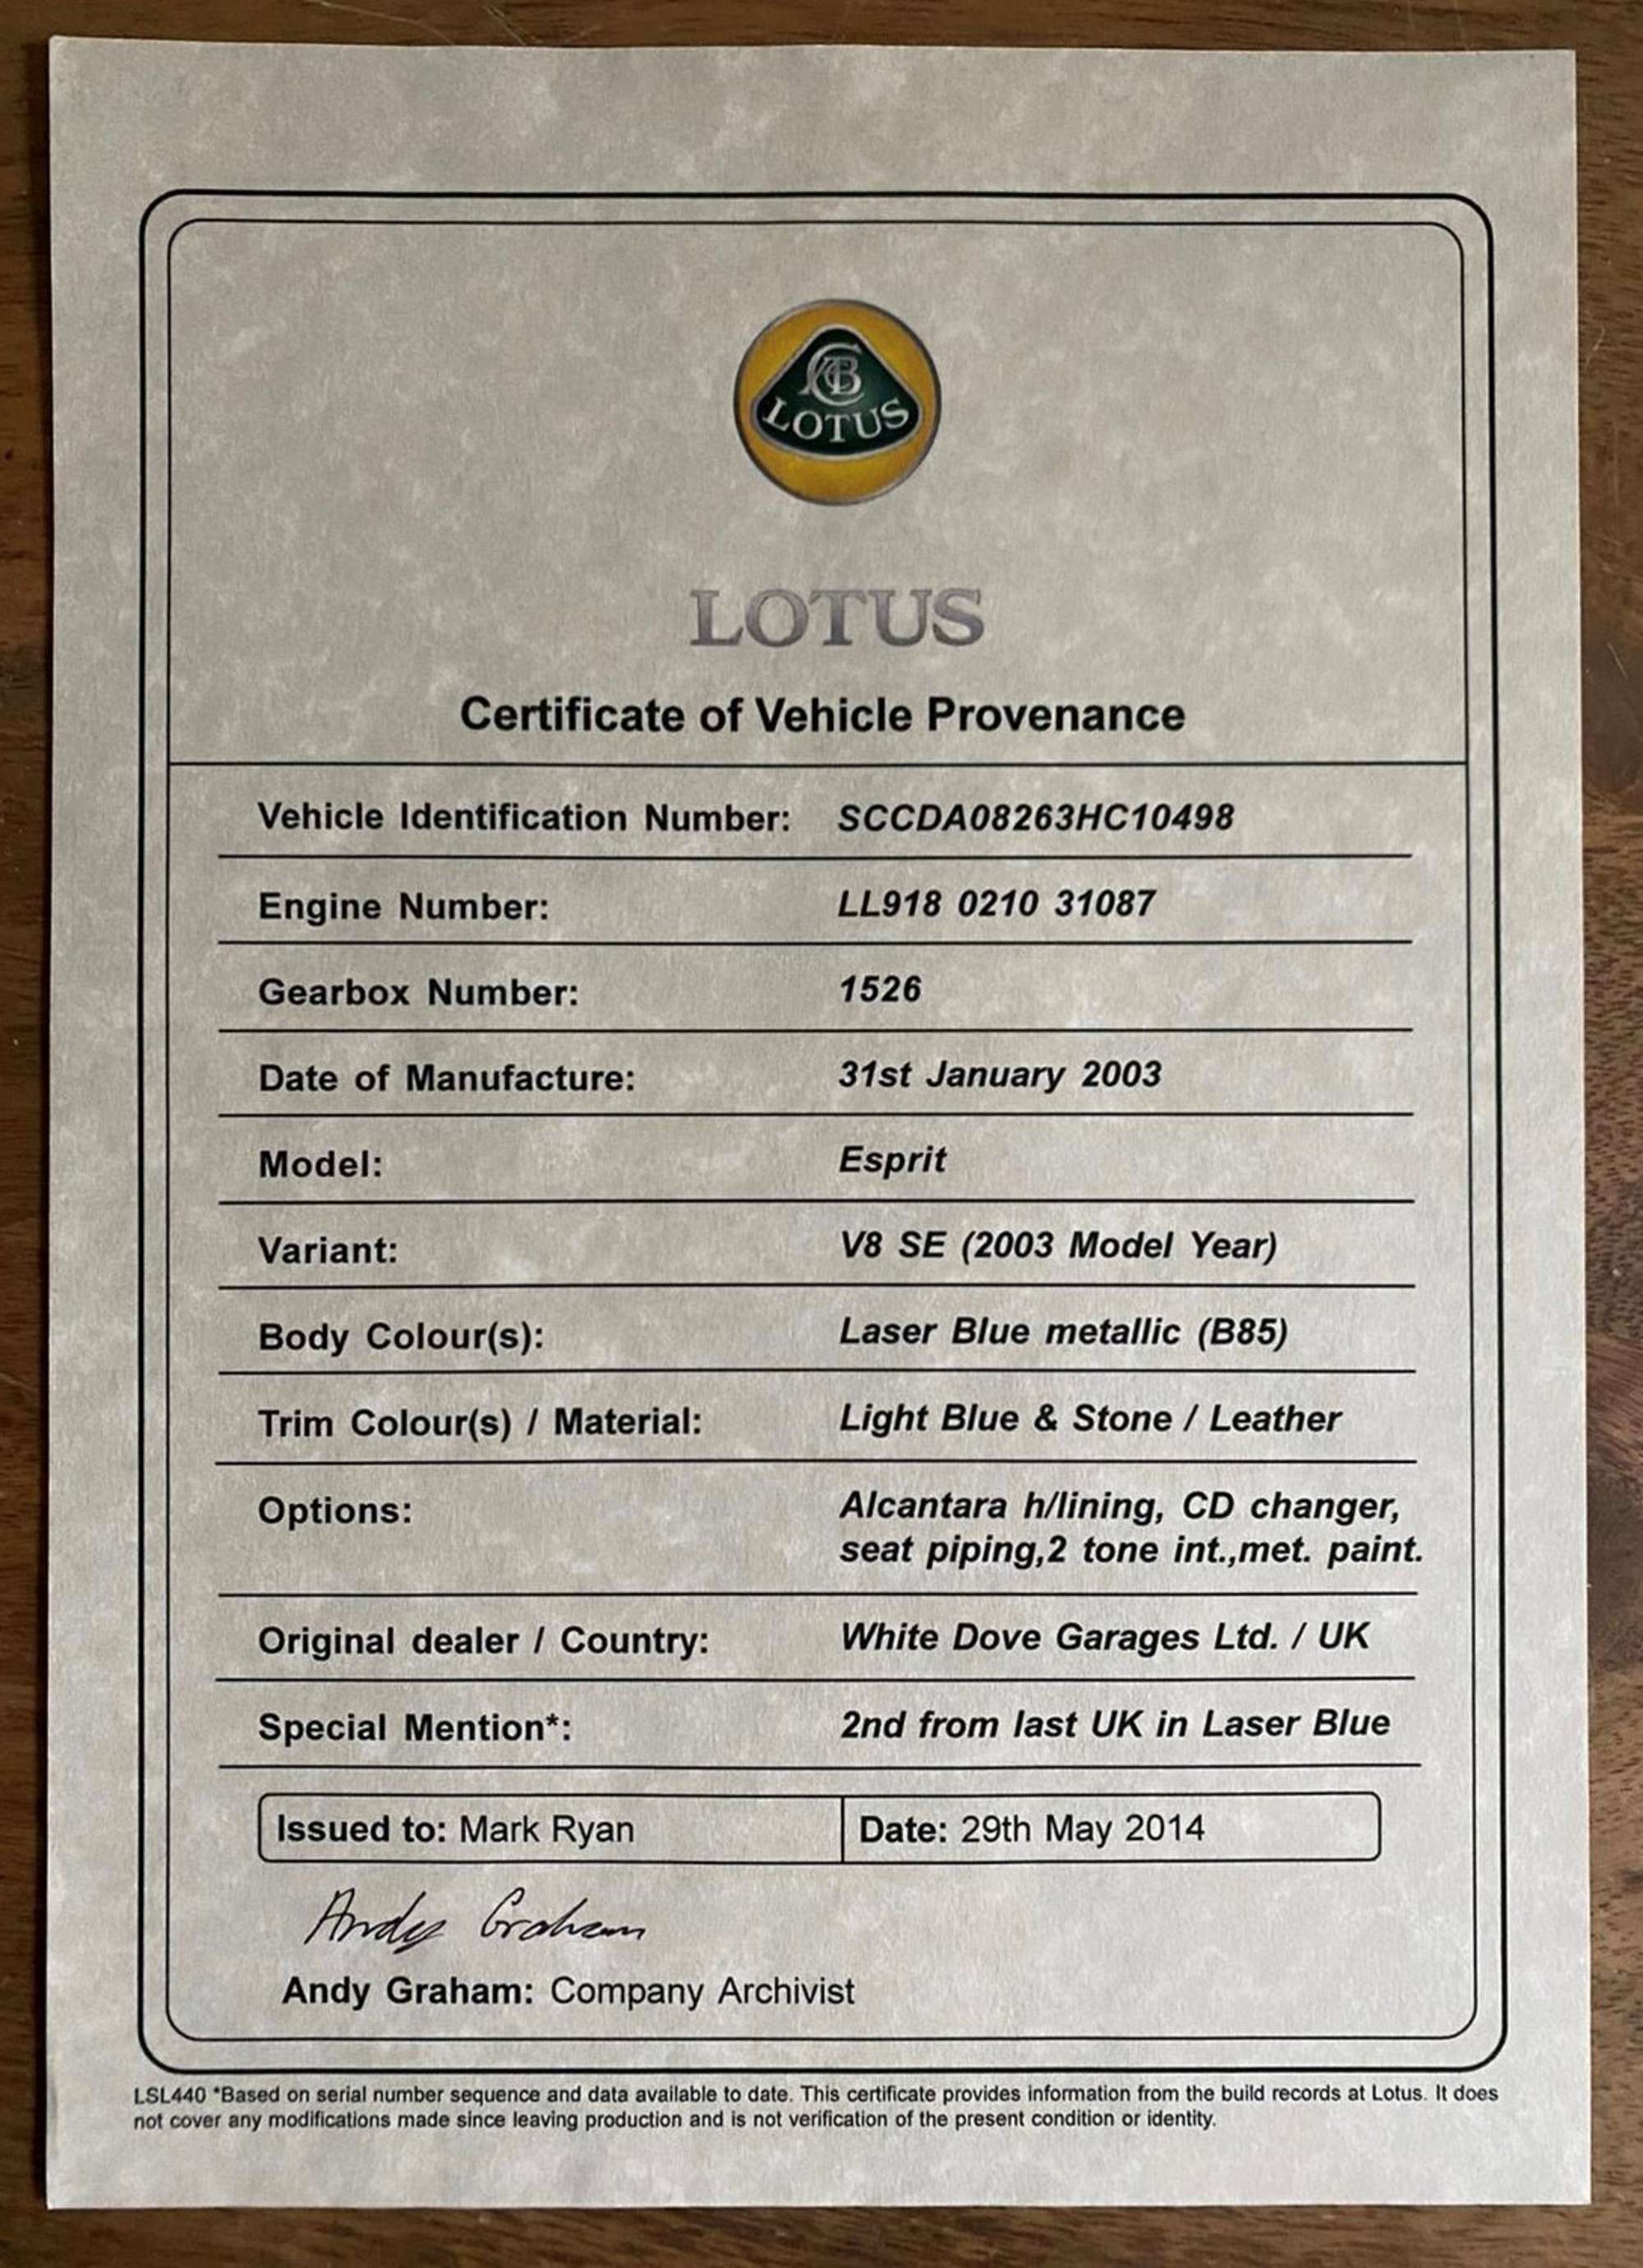 LOTUS
LOTUS
Certificate of Vehicle Provenance
Vehicle Identification Number: SCCDA08263HC10498
Engine Number: LL918 0210 31087
Gearbox Number: 1526
Date of Manufacture: 31st January 2003
Model: Esprit
Variant: V8 SE (2003 Model Year)
Body Colour(s): Laser Blue metallic (B85)
Trim Colour(s) / Material: Light Blue & Stone / Leather
Options: Alcantara h/lining, CD changer,
seat piping,2 tone int.,met. paint.
Original dealer / Country: White Dove Garages Ltd. / UK
Special Mention*: 2nd from last UK in Laser Blue
Issued to: Mark Ryan Date: 29th May 2014
Andy Graham
Andy Graham: Company Archivist
LSL440 *Based on serial number sequence and data available to date. This certificate provides information from the build records at Lotus. It does
not cover any modifications made since leaving production and is not verification of the present condition or identity.